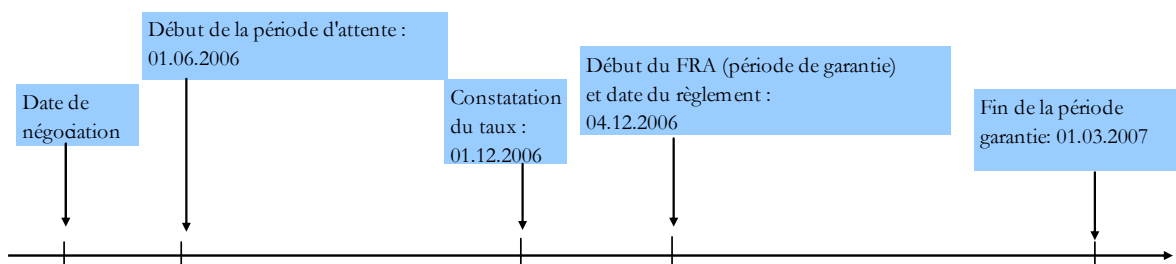 Date de
négociation
Début de la période d'attente :
01.06.2006
Constatation
du taux :
01.12.2006
Début du FRA (période de garantie)
et date du règlement :
04.12.2006
Fin de la période
garantie: 01.03.2007